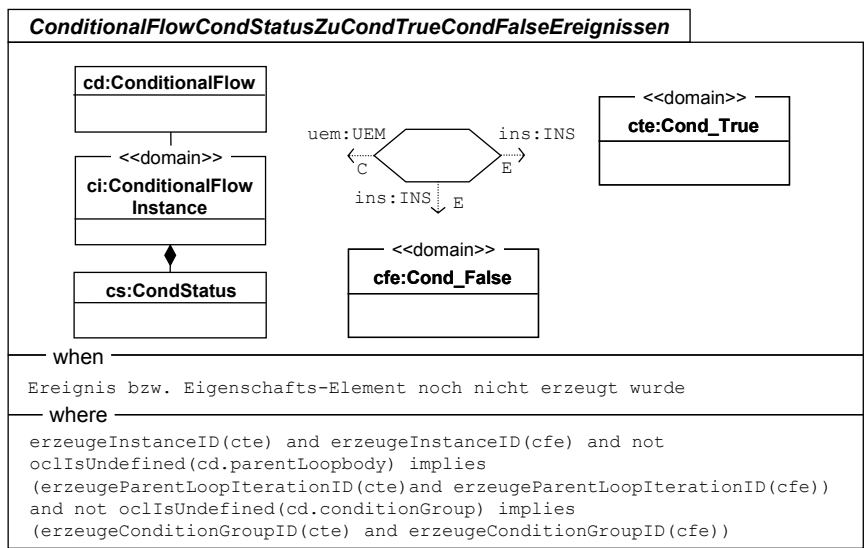 ConditionalFlowCondStatusZuCondTrueCondFalseEreignissen
cd:ConditionalFlow
<<domain>>
ci:ConditionalFlow
Instance
cs:CondStatus
uem:UEM
ins:INS
C
E
ins:INS
E
<<domain>>
cte:Cond_True
<<domain>>
cfe:Cond_False
when
Ereignis bzw. Eigenschafts-Element noch nicht erzeugt wurde
where
erzeugeInstanceID(cte) and erzeugeInstanceID(cfe) and not
oclIsUndefined(cd.parentLoopbody) implies
(erzeugeParentLoopIterationID(cte)and erzeugeParentLoopIterationID(cfe))
and not oclIsUndefined(cd.conditionGroup) implies
(erzeugeConditionGroupID(cte) and erzeugeConditionGroupID(cfe))